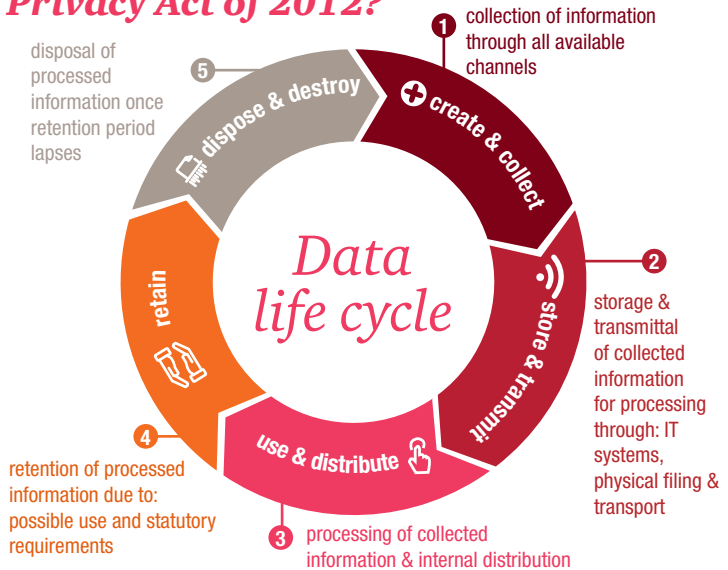 Privacy Act of 2012?
1
collection of information
through all available
channels
create & collect
2
storage &
transmittal
of collected
information
for processing
through: IT
systems,
physical filing &
transport
store & transmit
3
processing of collected
information & internal distribution
use & distribute
4
retention of processed
information due to:
possible use and statutory
requirements
retain
5
disposal of
processed
information once
retention period
lapses
dispose & destroy
Data
life cycle